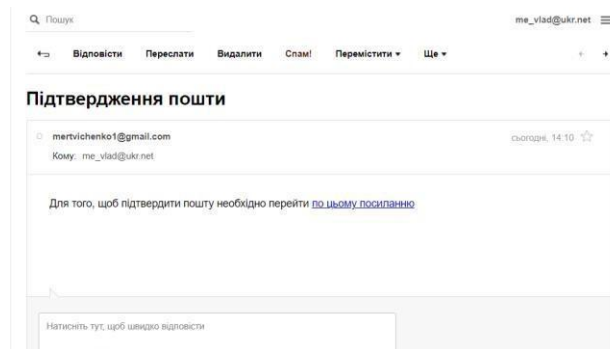 Пошук
me_vlad@ukr.net
Відповісти Переслати Видалити Спам! Перемістити Ще
Підтвердження пошти
mertvichenko1@gmail.com
сьогодні, 14:10
Кому: me_vlad@ukr.net
Для того, щоб підтвердити пошту необхідно перейти по цьому посиланню
Натисніть тут, щоб швидко відповісти